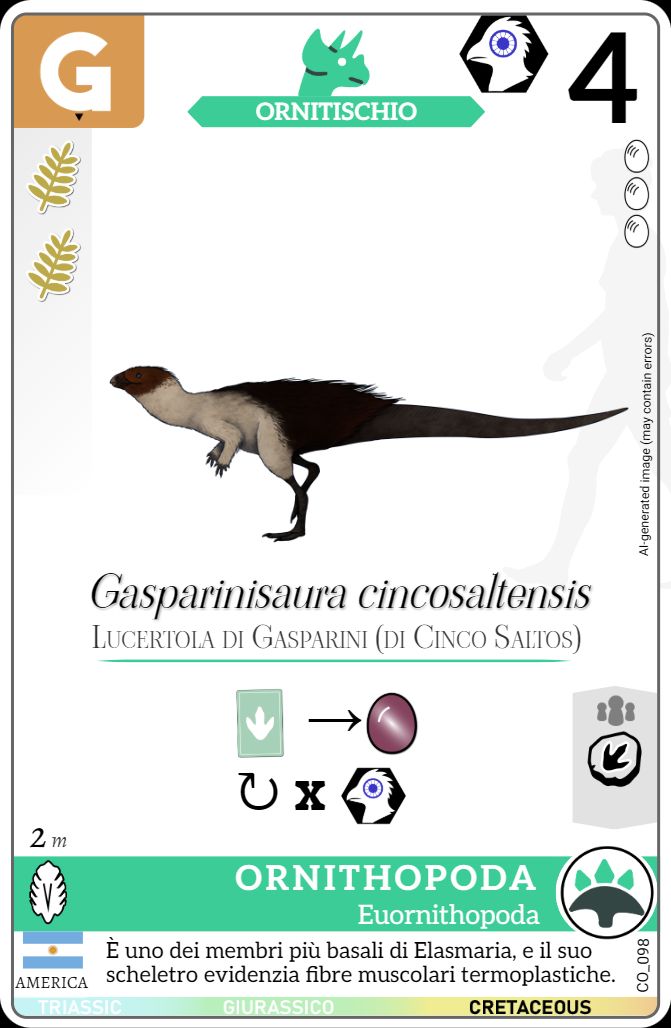 G
ORNITISCHIO
4
AI-generated image (may contain errors)
Gasparinisaura cincosaltensis
Lucertola di Gasparini (di Cinco Saltos)
x
2 m
ORNITHOPODA
Euornithopoda
È uno dei membri più basali di Elasmaria, e il suo
scheletro evidenzia fibre muscolari termoplastiche.
AMERICA
CO_098
TRIASSIC
GIURASSICO
CRETACEOUS